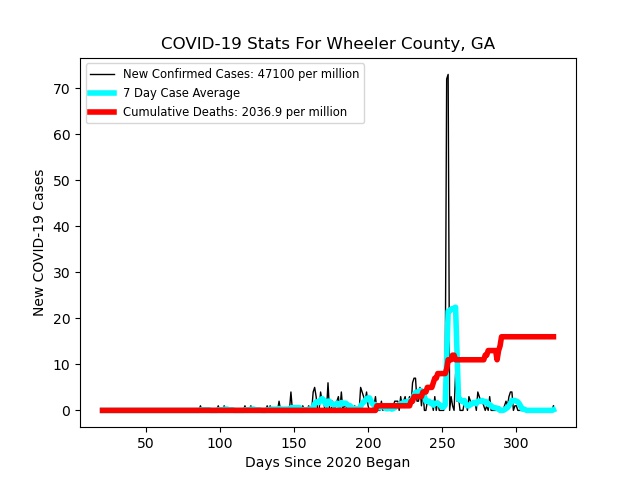 COVID-19 Stats For Wheeler County, GA
New Confirmed Cases: 47100 per million
7 Day Case Average
Cumulative Deaths: 2036.9 per million
New COVID-19 Cases
70
60
50
40
30
20
10
0
50
100
150
200
250
300
Days Since 2020 Began